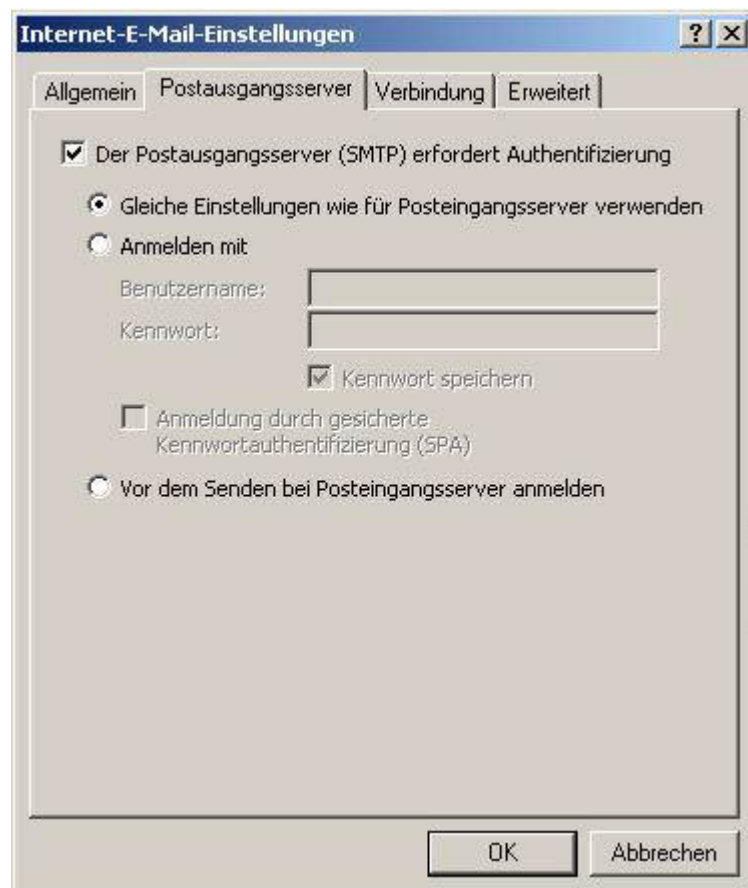 Internet-E-Mail-Einstellungen
Allgemein Postausgangsserver Verbindung Erweitert
Der Postausgangsserver (SMTP) erfordert Authentifizierung
Gleiche Einstellungen wie für Posteingangsserver verwenden
Anmelden mit
Benutzername:
Kennwort:
Kennwort speichern
Anmeldung durch gesicherte
Kennwortauthentifizierung (SPA)
Vor dem Senden bei Posteingangsserver anmelden
OK Abbrechen